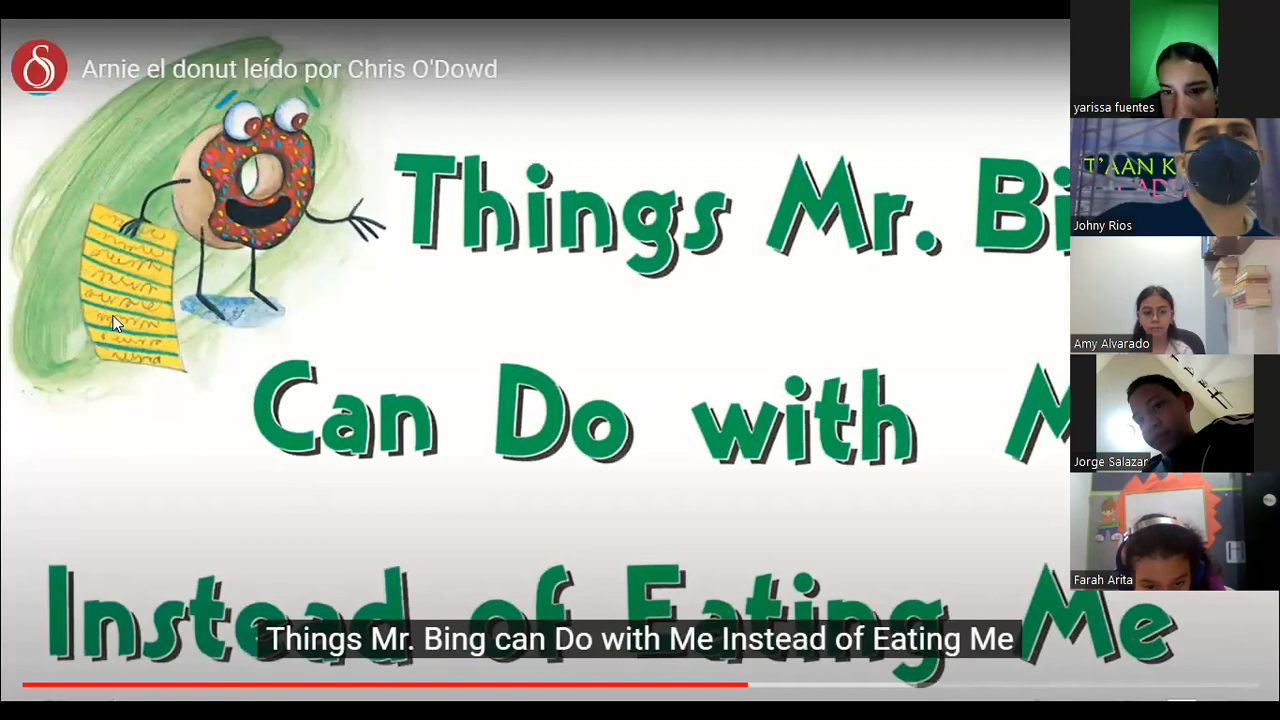 Arnie el donut leído por Chris O'Dowd
Things Mr. Bi
Can Do with M
Instead of Eating Me
Things Mr. Bing can Do with Me Instead of Eating Me
yarissa fuentes
T'AAN K
Johny Rios
Amy Alvarado
Jorge Salazar
Farah Arita